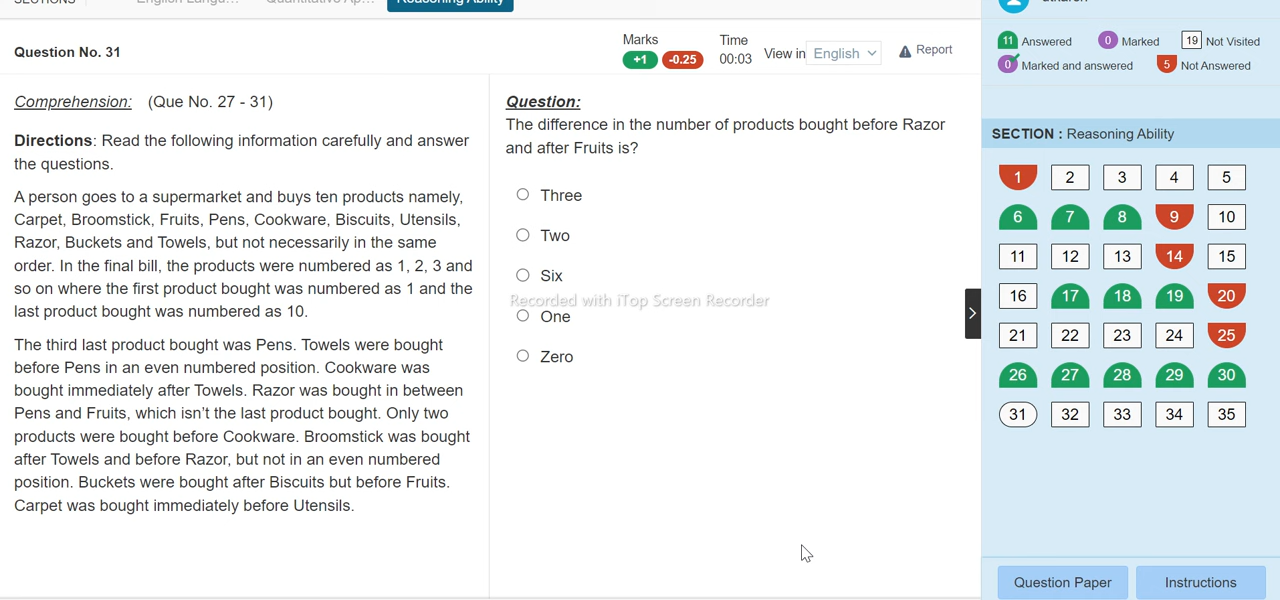 Reasoning Ability
Question No. 31
Marks
+1 -0.25
Time
00:03
View in English
Report
Comprehension: (Que No. 27 - 31)
Directions: Read the following information carefully and answer
the questions.
A person goes to a supermarket and buys ten products namely,
Carpet, Broomstick, Fruits, Pens, Cookware, Biscuits, Utensils,
Razor, Buckets and Towels, but not necessarily in the same
order. In the final bill, the products were numbered as 1, 2, 3 and
so on where the first product bought was numbered as 1 and the
last product bought was numbered as 10.
The third last product bought was Pens. Towels were bought
before Pens in an even numbered position. Cookware was
bought immediately after Towels. Razor was bought in between
Pens and Fruits, which isn't the last product bought. Only two
products were bought before Cookware. Broomstick was bought
after Towels and before Razor, but not in an even numbered
position. Buckets were bought after Biscuits but before Fruits.
Carpet was bought immediately before Utensils.
Question:
The difference in the number of products bought before Razor
and after Fruits is?
Three
Two
Six
Recorded with iTop Screen Recorder
One
Zero
11 Answered 0 Marked 19 Not Visited
0 Marked and answered 5 Not Answered
SECTION : Reasoning Ability
1 2 3 4 5
6 7 8 9 10
11 12 13 14 15
16 17 18 19 20
21 22 23 24 25
26 27 28 29 30
31 32 33 34 35
Question Paper Instructions